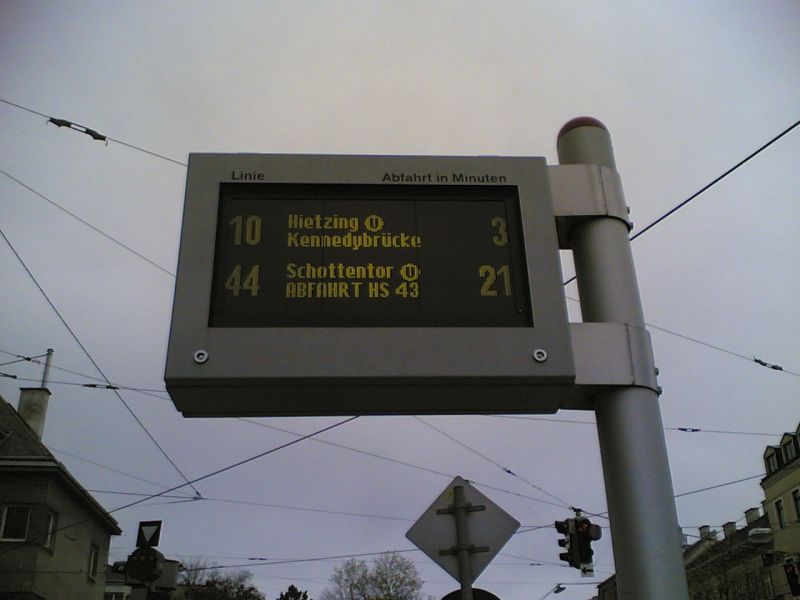 Linie Abfahrt in Minuten
10 Hietzing U 3
Kennedybrücke
44 Schottentor U 21
ABFAHRT HS 43